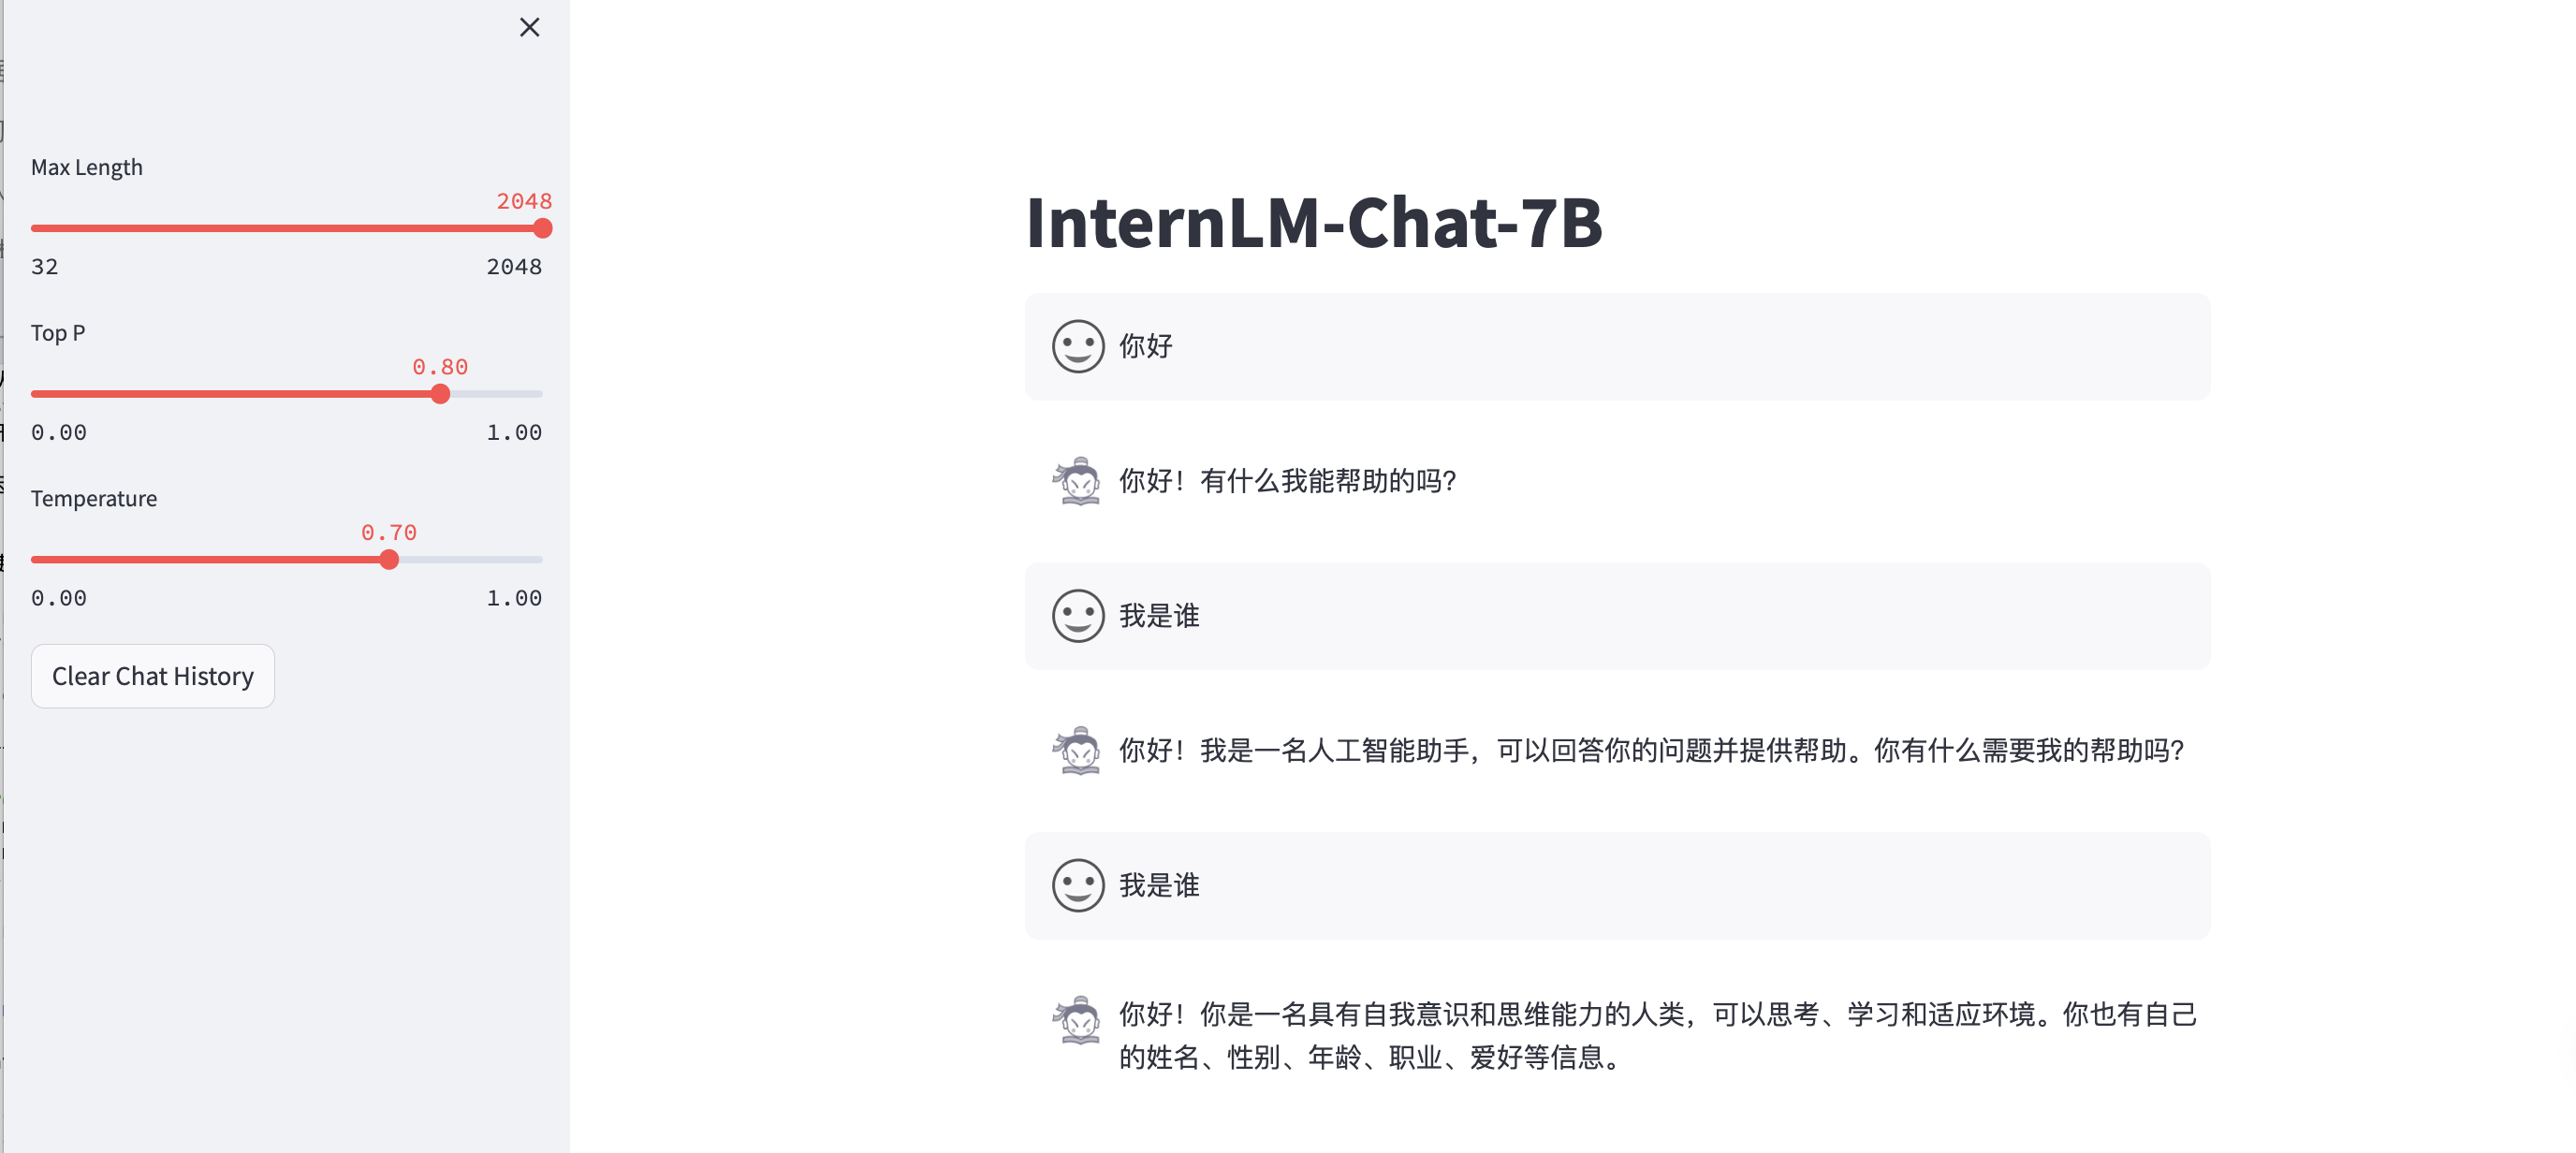 Max Length
2048
32 2048
Top P
0.80
0.00 1.00
Temperature
0.70
0.00 1.00
Clear Chat History
InternLM-Chat-7B
你好
你好！有什么我能帮助的吗？
我是谁
你好！我是一名人工智能助手，可以回答你的问题并提供帮助。你有什么需要我的帮助吗？
我是谁
你好！你是一名具有自我意识和思维能力的人类，可以思考、学习和适应环境。你也有自己
的姓名、性别、年龄、职业、爱好等信息。